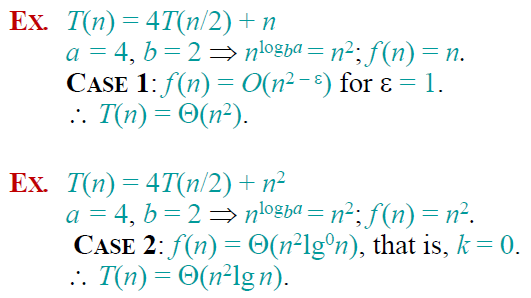 Ex. T(n) = 4T(n/2) + n
a = 4, b = 2 ⇒ n^(log_b a) = n²; f(n) = n.
CASE 1: f(n) = O(n^(2 – ε)) for ε = 1.
∴ T(n) = Θ(n²).
Ex. T(n) = 4T(n/2) + n²
a = 4, b = 2 ⇒ n^(log_b a) = n²; f(n) = n².
CASE 2: f(n) = Θ(n²lg⁰n), that is, k = 0.
∴ T(n) = Θ(n²lg n).